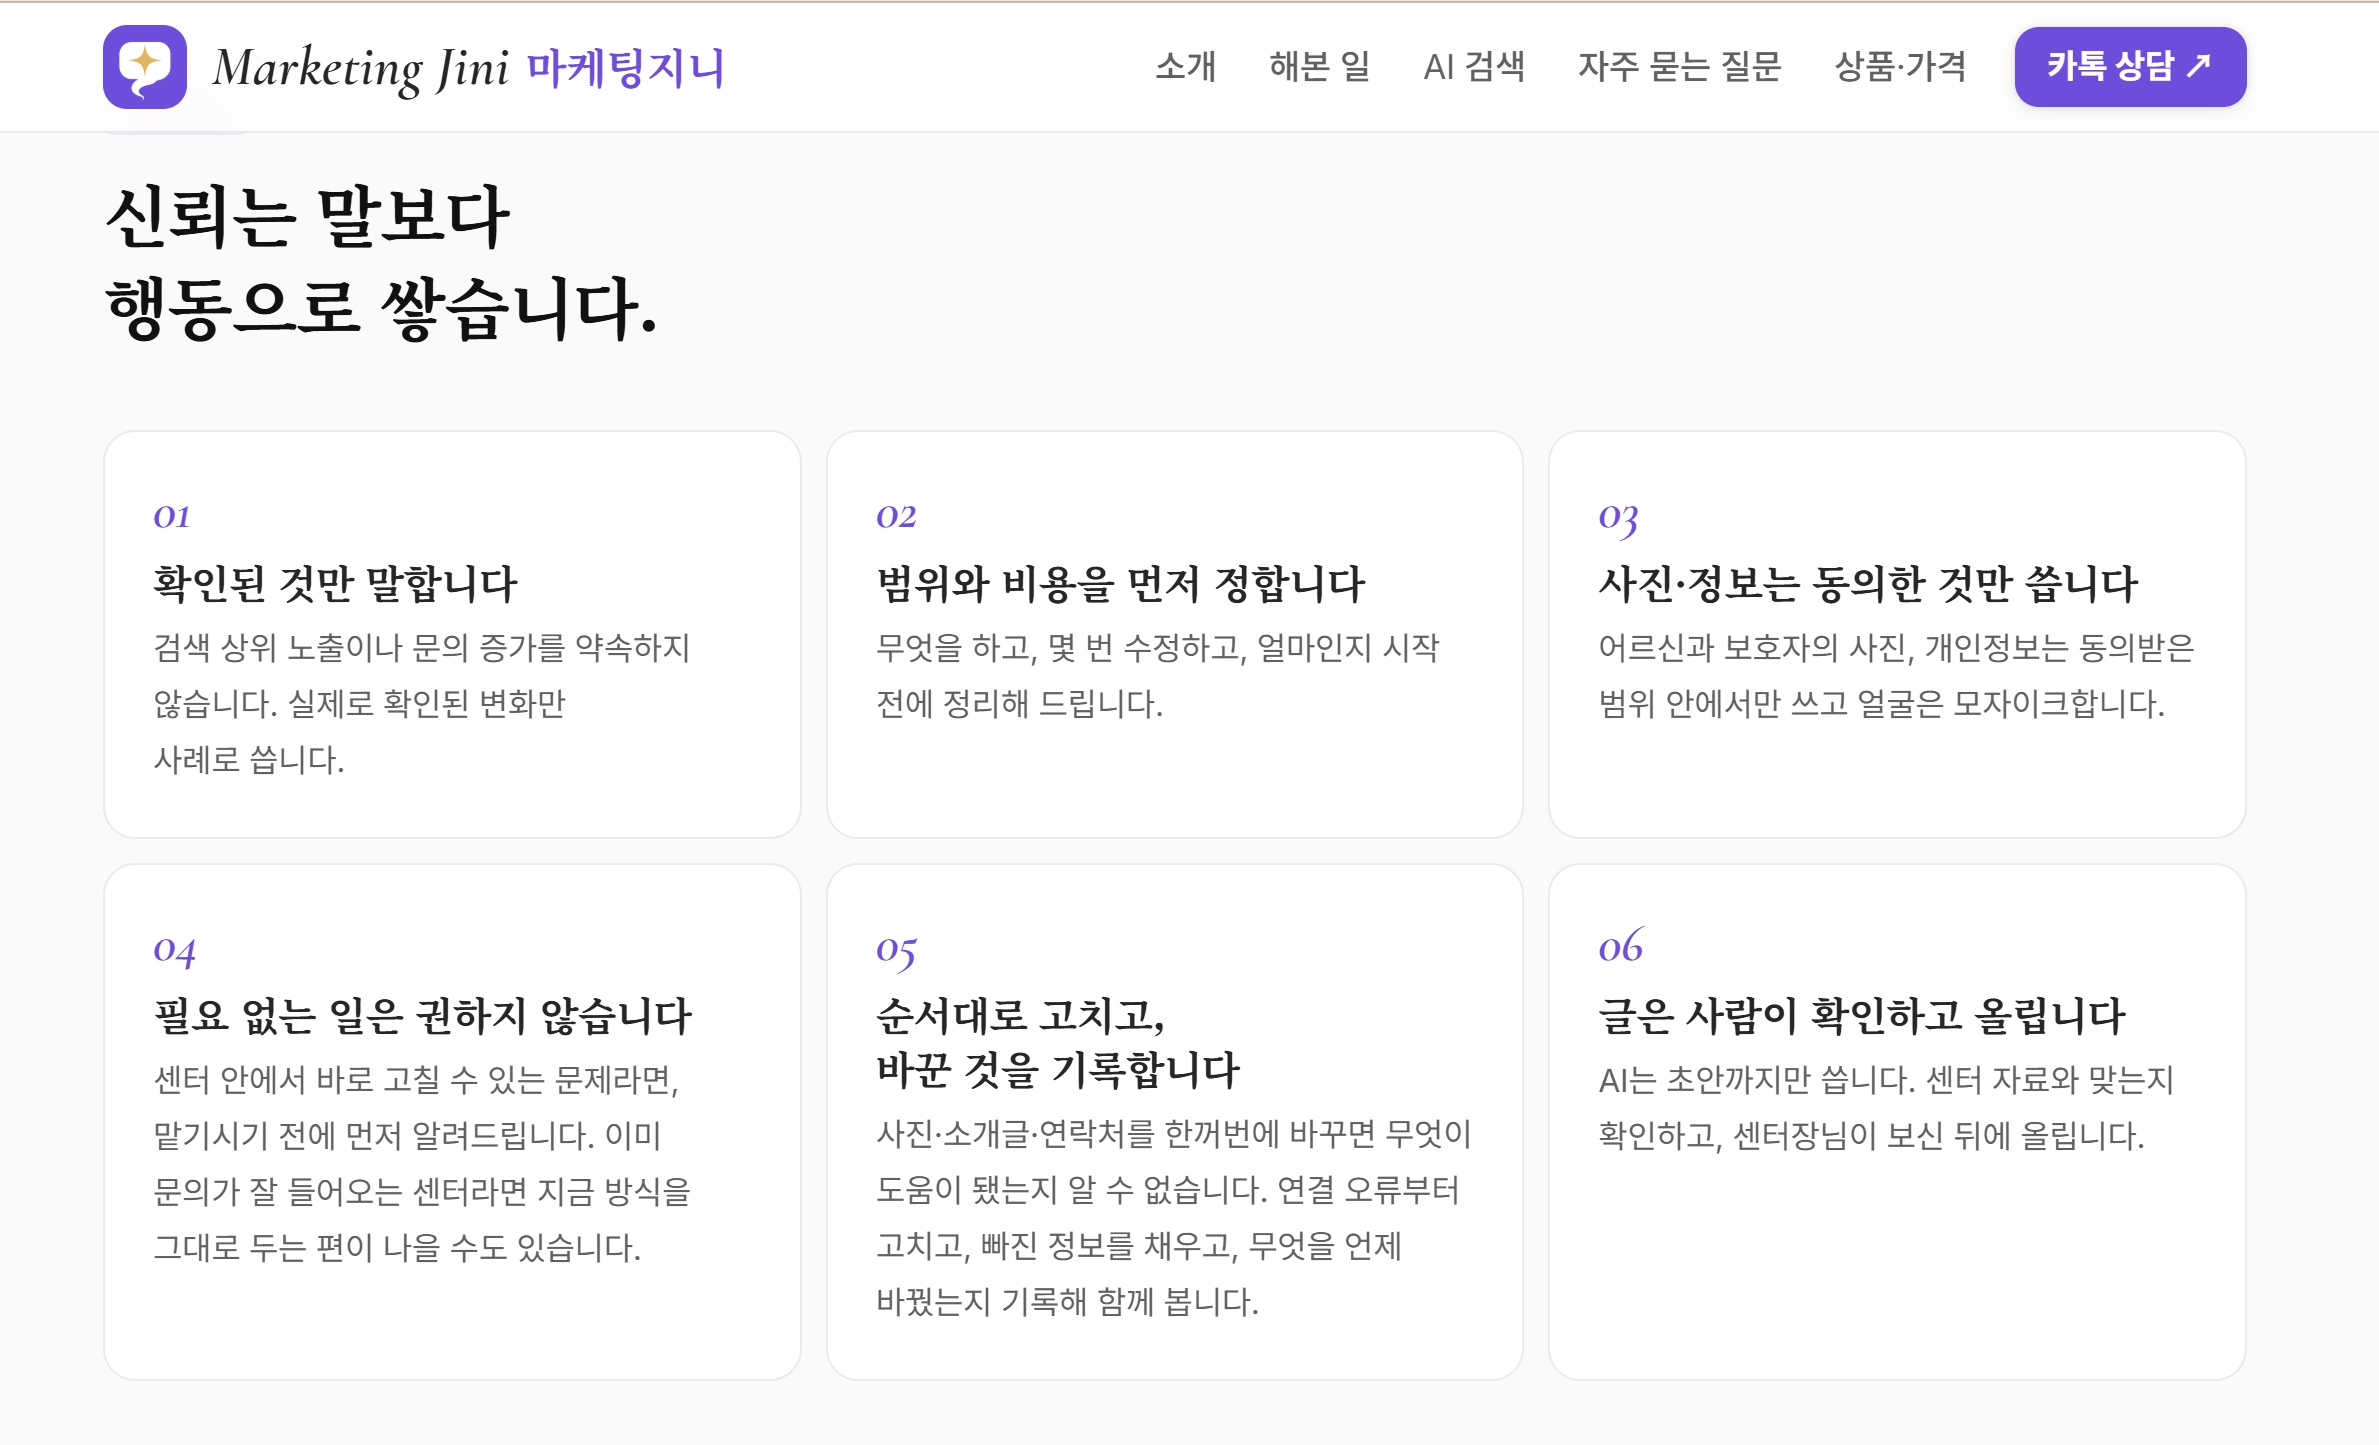 Marketing Jini 마케팅지니
소개 해본 일 AI 검색 자주 묻는 질문 상품·가격 카톡 상담 ↗
신뢰는 말보다
행동으로 쌓습니다.
01
확인된 것만 말합니다
검색 상위 노출이나 문의 증가를 약속하지
않습니다. 실제로 확인된 변화만
사례로 씁니다.
02
범위와 비용을 먼저 정합니다
무엇을 하고, 몇 번 수정하고, 얼마인지 시작
전에 정리해 드립니다.
03
사진·정보는 동의한 것만 씁니다
어르신과 보호자의 사진, 개인정보는 동의받은
범위 안에서만 쓰고 얼굴은 모자이크합니다.
04
필요 없는 일은 권하지 않습니다
센터 안에서 바로 고칠 수 있는 문제라면,
맡기시기 전에 먼저 알려드립니다. 이미
문의가 잘 들어오는 센터라면 지금 방식을
그대로 두는 편이 나을 수도 있습니다.
05
순서대로 고치고,
바꾼 것을 기록합니다
사진·소개글·연락처를 한꺼번에 바꾸면 무엇이
도움이 됐는지 알 수 없습니다. 연결 오류부터
고치고, 빠진 정보를 채우고, 무엇을 언제
바꿨는지 기록해 함께 봅니다.
06
글은 사람이 확인하고 올립니다
AI는 초안까지만 씁니다. 센터 자료와 맞는지
확인하고, 센터장님이 보신 뒤에 올립니다.